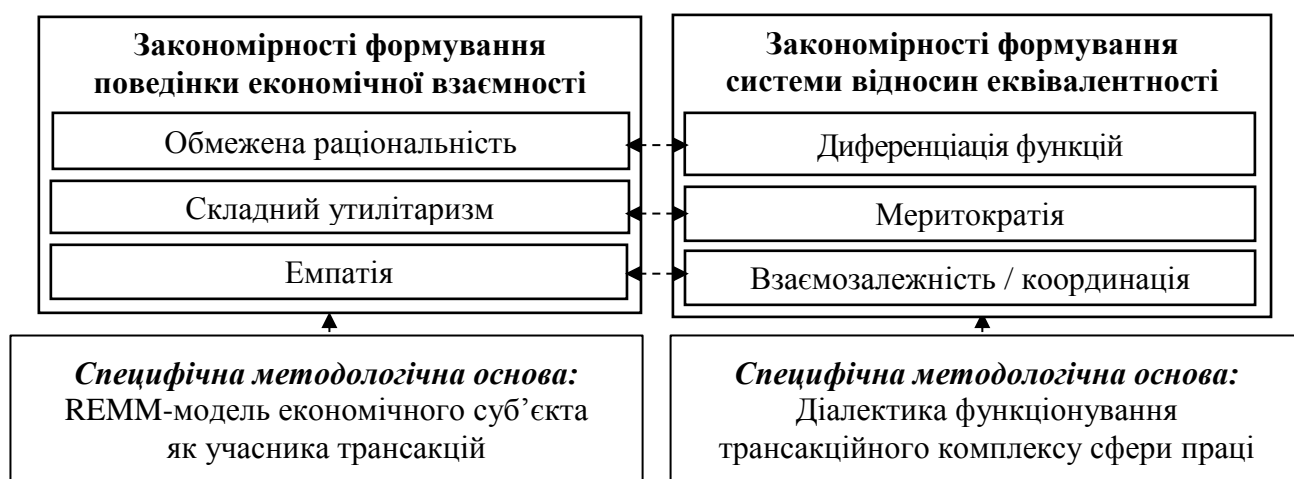 Закономірності формування
поведінки економічної взаємності
Обмежена раціональність
Складний утилітаризм
Емпатія
Специфічна методологічна основа:
REMM-модель економічного суб’єкта
як учасника трансакцій
Закономірності формування
системи відносин еквівалентності
Диференціація функцій
Меритократія
Взаємозалежність / координація
Специфічна методологічна основа:
Діалектика функціонування
трансакційного комплексу сфери праці